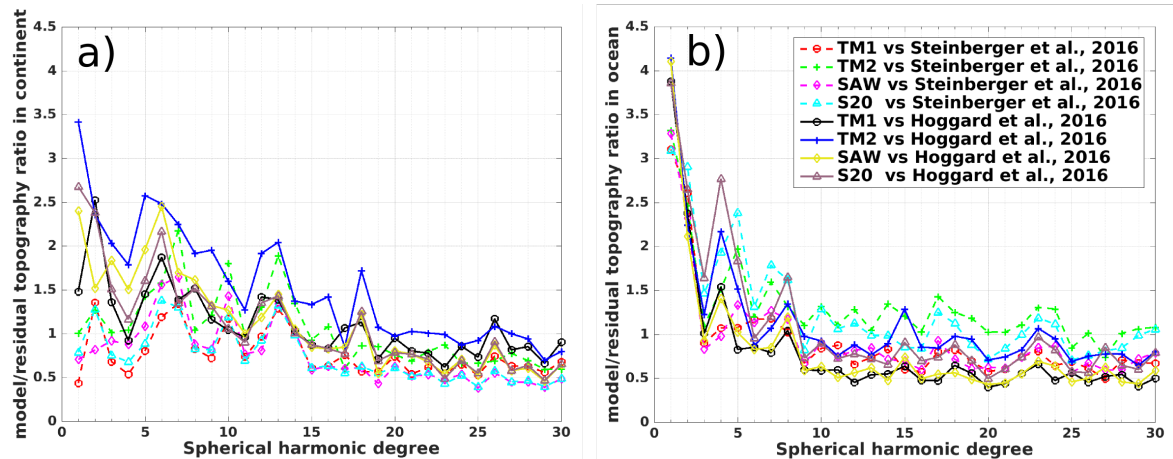 a)
model/residual topography ratio in continent
4.5
4
3.5
3
2.5
2
1.5
1
0.5
0
0 5 10 15 20 25 30
Spherical harmonic degree
b)
model/residual topography ratio in ocean
4.5
4
3.5
3
2.5
2
1.5
1
0.5
0
0 5 10 15 20 25 30
Spherical harmonic degree
TM1 vs Steinberger et al., 2016
TM2 vs Steinberger et al., 2016
SAW vs Steinberger et al., 2016
S20 vs Steinberger et al., 2016
TM1 vs Hoggard et al., 2016
TM2 vs Hoggard et al., 2016
SAW vs Hoggard et al., 2016
S20 vs Hoggard et al., 2016